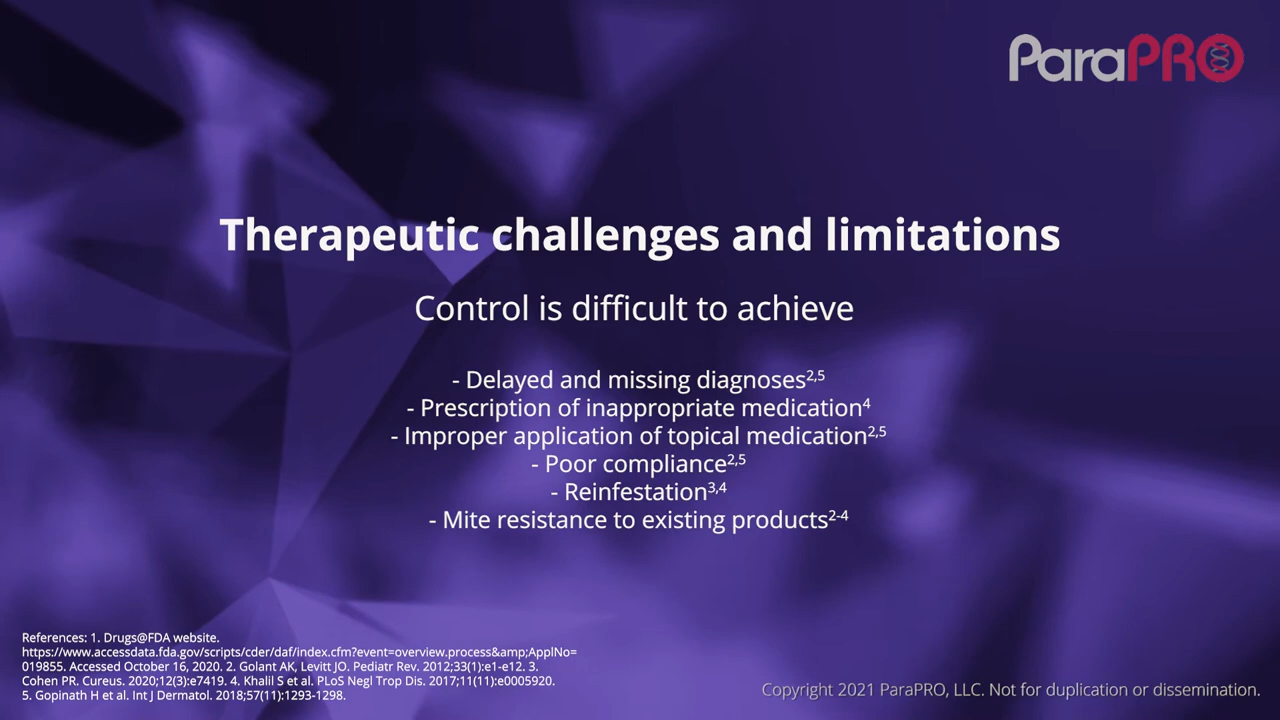 ParaPRO
Therapeutic challenges and limitations
Control is difficult to achieve
- Delayed and missing diagnoses2,5
- Prescription of inappropriate medication4
- Improper application of topical medication2,5
- Poor compliance2,5
- Reinfestation3,4
- Mite resistance to existing products2-4
References: 1. Drugs@FDA website.
https://www.accessdata.fda.gov/scripts/cder/daf/index.cfm?event=overview.process&amp;ApplNo=
019855. Accessed October 16, 2020. 2. Golant AK, Levitt JO. Pediatr Rev. 2012;33(1):e1-e12. 3.
Cohen PR. Cureus. 2020;12(3):e7419. 4. Khalil S et al. PLoS Negl Trop Dis. 2017;11(11):e0005920.
5. Gopinath H et al. Int J Dermatol. 2018;57(11):1293-1298.
Copyright 2021 ParaPRO, LLC. Not for duplication or dissemination.